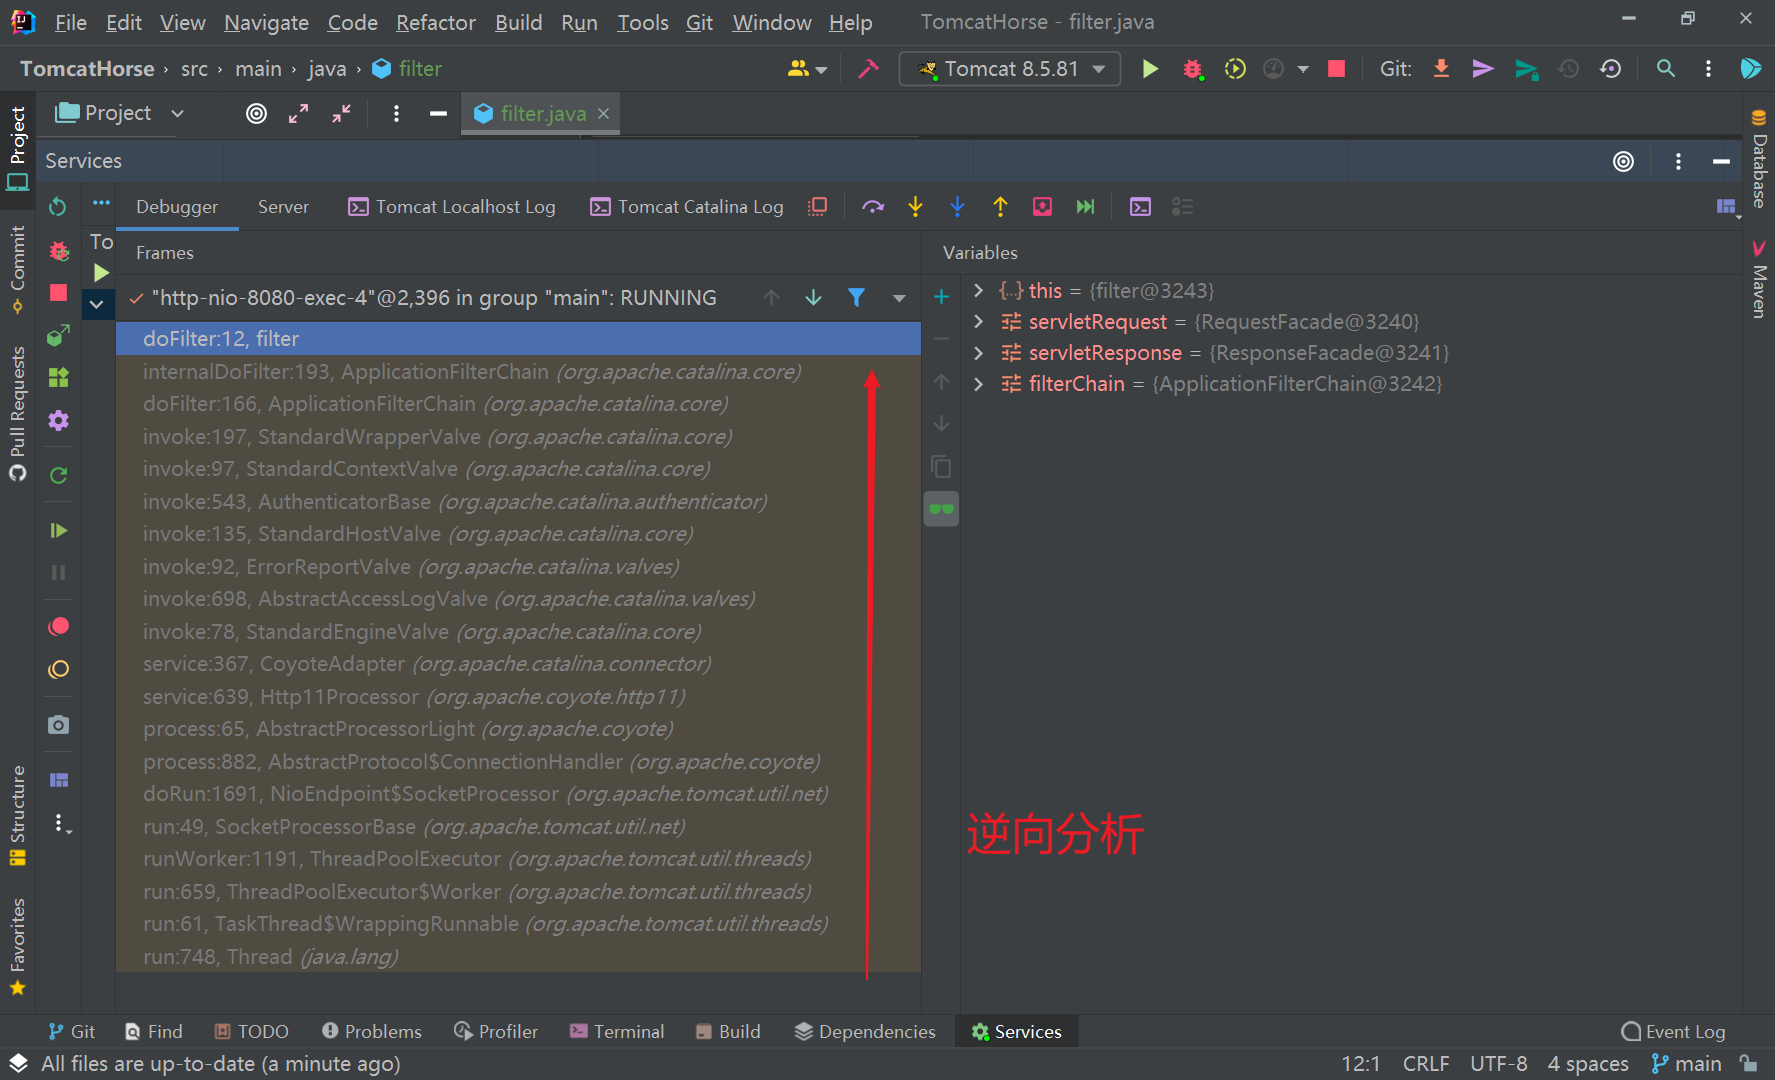 File Edit View Navigate Code Refactor Build Run Tools Git Window Help TomcatHorse - filter.java
TomcatHorse › src › main › java › filter Tomcat 8.5.81 Git:
Project filter.java
Services
Debugger Server Tomcat Localhost Log Tomcat Catalina Log
To
Frames
"http-nio-8080-exec-4"@2,396 in group "main": RUNNING
doFilter:12, filter
internalDoFilter:193, ApplicationFilterChain (org.apache.catalina.core)
doFilter:166, ApplicationFilterChain (org.apache.catalina.core)
invoke:197, StandardWrapperValve (org.apache.catalina.core)
invoke:97, StandardContextValve (org.apache.catalina.core)
invoke:543, AuthenticatorBase (org.apache.catalina.authenticator)
invoke:135, StandardHostValve (org.apache.catalina.core)
invoke:92, ErrorReportValve (org.apache.catalina.valves)
invoke:698, AbstractAccessLogValve (org.apache.catalina.valves)
invoke:78, StandardEngineValve (org.apache.catalina.core)
service:367, CoyoteAdapter (org.apache.catalina.connector)
service:639, Http11Processor (org.apache.coyote.http11)
process:65, AbstractProcessorLight (org.apache.coyote)
process:882, AbstractProtocol$ConnectionHandler (org.apache.coyote)
doRun:1691, NioEndpoint$SocketProcessor (org.apache.tomcat.util.net)
run:49, SocketProcessorBase (org.apache.tomcat.util.net)
runWorker:1191, ThreadPoolExecutor (org.apache.tomcat.util.threads)
run:659, ThreadPoolExecutor$Worker (org.apache.tomcat.util.threads)
run:61, TaskThread$WrappingRunnable (org.apache.tomcat.util.threads)
run:748, Thread (java.lang)
Variables
this = {filter@3243}
servletRequest = {RequestFacade@3240}
servletResponse = {ResponseFacade@3241}
filterChain = {ApplicationFilterChain@3242}
逆向分析
Project
Commit
Pull Requests
Structure
Favorites
Database
Maven
Git Find TODO Problems Profiler Terminal Build Dependencies Services Event Log
All files are up-to-date (a minute ago) 12:1 CRLF UTF-8 4 spaces main